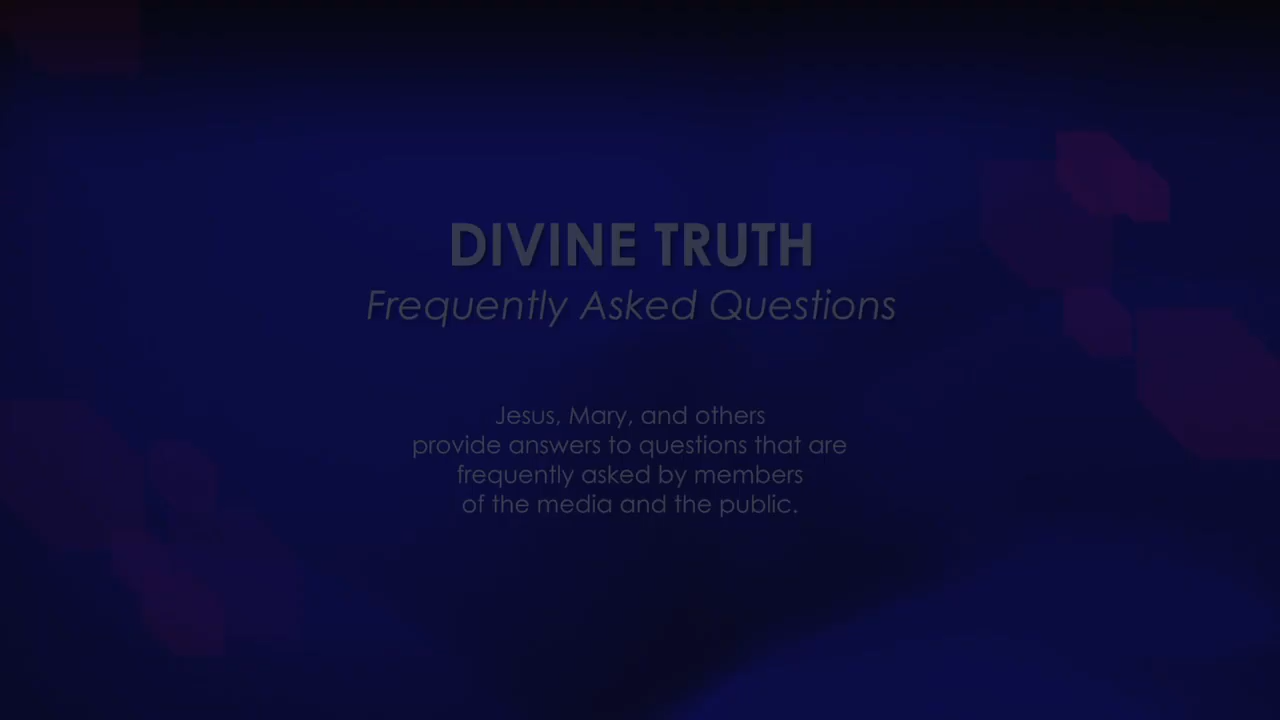 DIVINE TRUTH
Frequently Asked Questions
Jesus, Mary, and others
provide answers to questions that are
frequently asked by members
of the media and the public.